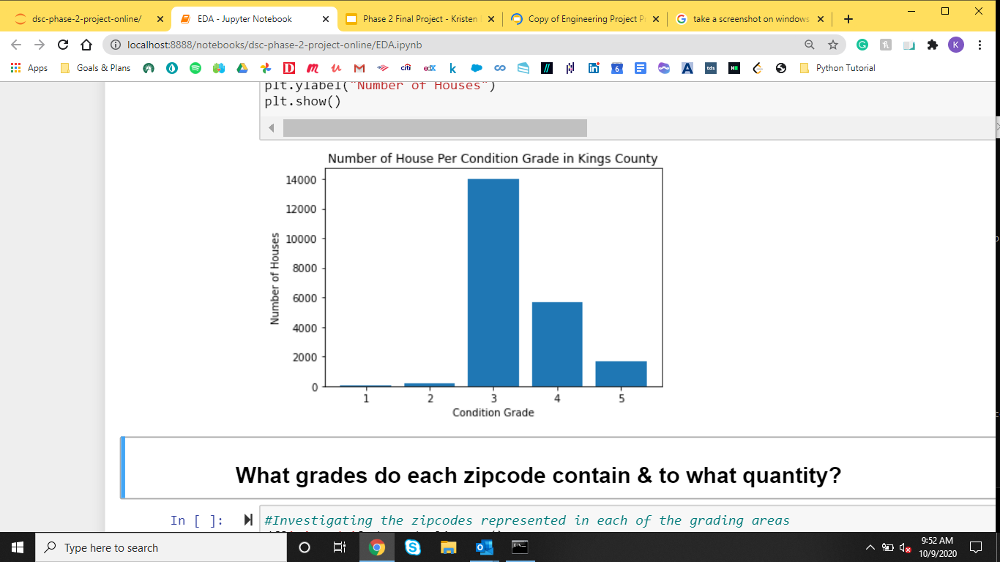 dsc-phase-2-project-online/
EDA - Jupyter Notebook
Phase 2 Final Project - Kristen
Copy of Engineering Project P
take a screenshot on windows
localhost:8888/notebooks/dsc-phase-2-project-online/EDA.ipynb
K
Apps
Goals & Plans
citi
edX
k
6
A
tds
Python Tutorial
plt.ylabel("Number of Houses")
plt.show()
Number of House Per Condition Grade in Kings County
14000
12000
10000
8000
6000
4000
2000
0
Number of Houses
1 2 3 4 5
Condition Grade
What grades do each zipcode contain & to what quantity?
In [ ]:
#Investigating the zipcodes represented in each of the grading areas
Type here to search
9:52 AM
10/9/2020